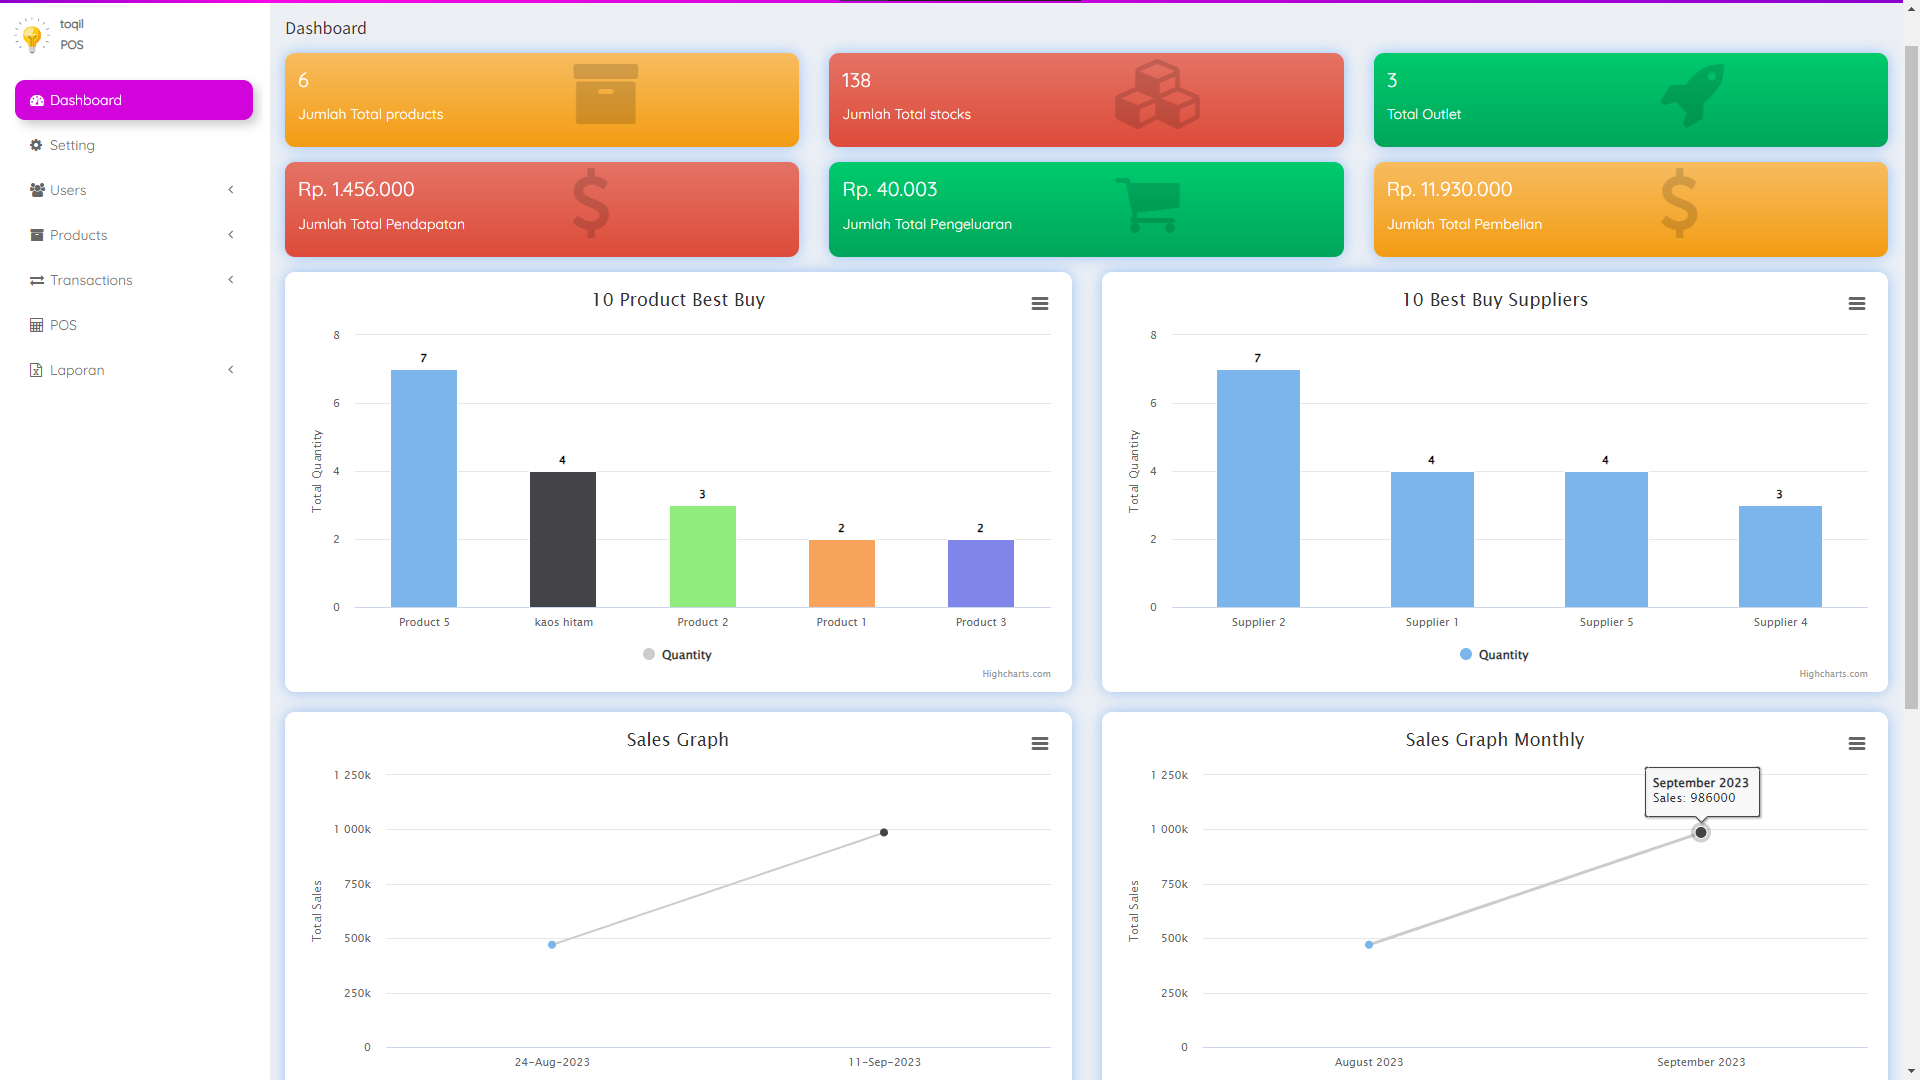 toqil
POS
Dashboard
Setting
Users
Products
Transactions
POS
Laporan
Dashboard
6
Jumlah Total products
138
Jumlah Total stocks
3
Total Outlet
Rp. 1.456.000
Jumlah Total Pendapatan
Rp. 40.003
Jumlah Total Pengeluaran
Rp. 11.930.000
Jumlah Total Pembelian
10 Product Best Buy
Total Quantity
8
6
4
2
0
7
4
3
2
2
Product 5
kaos hitam
Product 2
Product 1
Product 3
Quantity
Highcharts.com
10 Best Buy Suppliers
Total Quantity
8
6
4
2
0
7
4
4
3
Supplier 2
Supplier 1
Supplier 5
Supplier 4
Quantity
Highcharts.com
Sales Graph
Total Sales
1 250k
1 000k
750k
500k
250k
0
24-Aug-2023
11-Sep-2023
Sales Graph Monthly
Total Sales
1 250k
1 000k
750k
500k
250k
0
September 2023
Sales: 986000
August 2023
September 2023